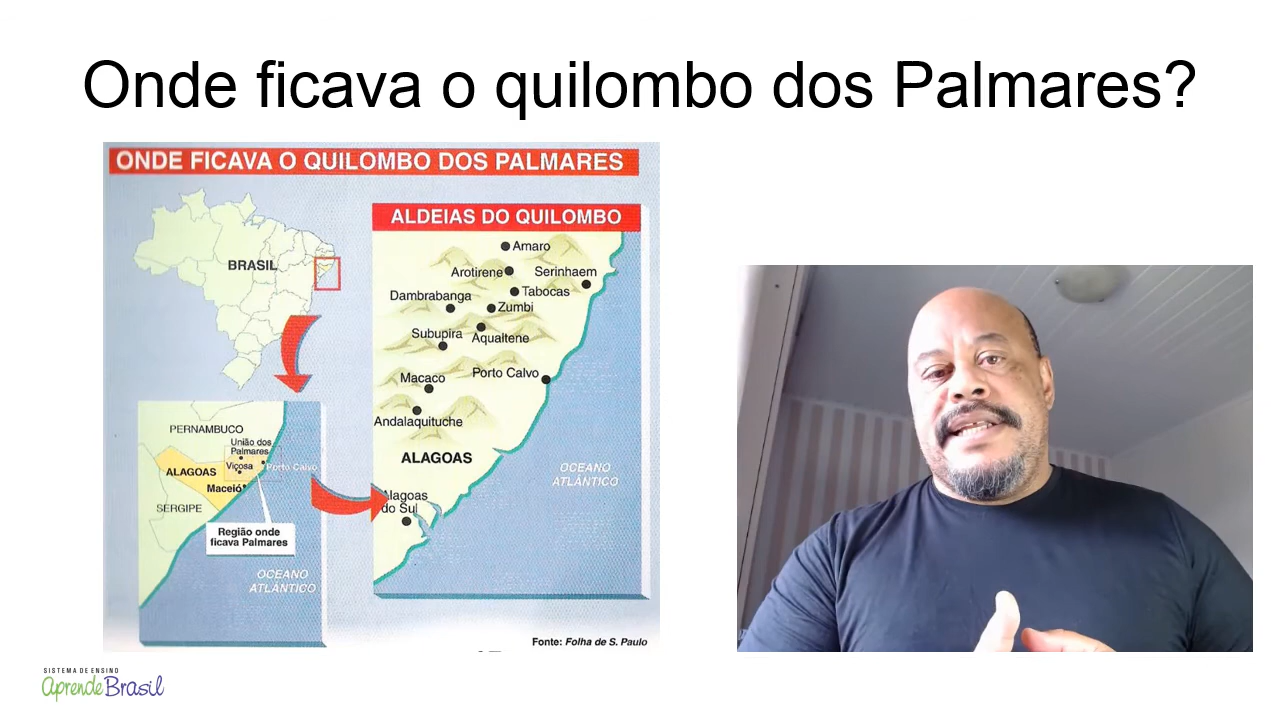 Onde ficava o quilombo dos Palmares?
ONDE FICAVA O QUILOMBO DOS PALMARES
BRASIL
PERNAMBUCO
União dos
Palmares
Viçosa
Porto Calvo
ALAGOAS
Maceió
SERGIPE
Região onde
ficava Palmares
OCEANO
ATLÂNTICO
ALDEIAS DO QUILOMBO
Amaro
Arotirene
Serinhaem
Tabocas
Dambrabanga
Zumbi
Subupira
Aqualtene
Porto Calvo
Macaco
Andalaquituche
ALAGOAS
OCEANO
ATLÂNTICO
Alagoas
do Sul
Fonte: Folha de S. Paulo
SISTEMA DE ENSINO
aprende Brasil